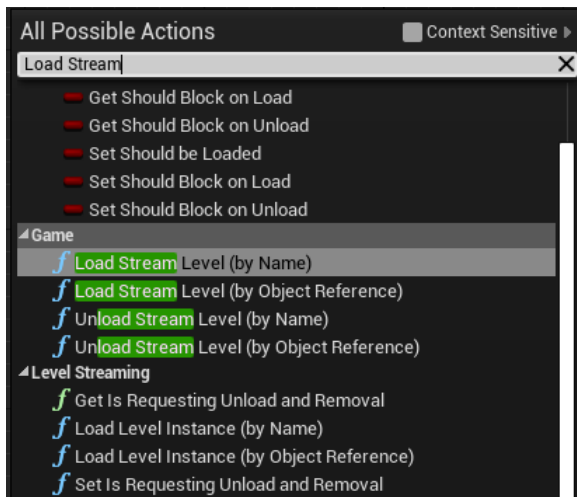 All Possible Actions
Context Sensitive
Load Stream
Get Should Block on Load
Get Should Block on Unload
Set Should be Loaded
Set Should Block on Load
Set Should Block on Unload
Game
f Load Stream Level (by Name)
f Load Stream Level (by Object Reference)
f Unload Stream Level (by Name)
f Unload Stream Level (by Object Reference)
Level Streaming
f Get Is Requesting Unload and Removal
f Load Level Instance (by Name)
f Load Level Instance (by Object Reference)
f Set Is Requesting Unload and Removal